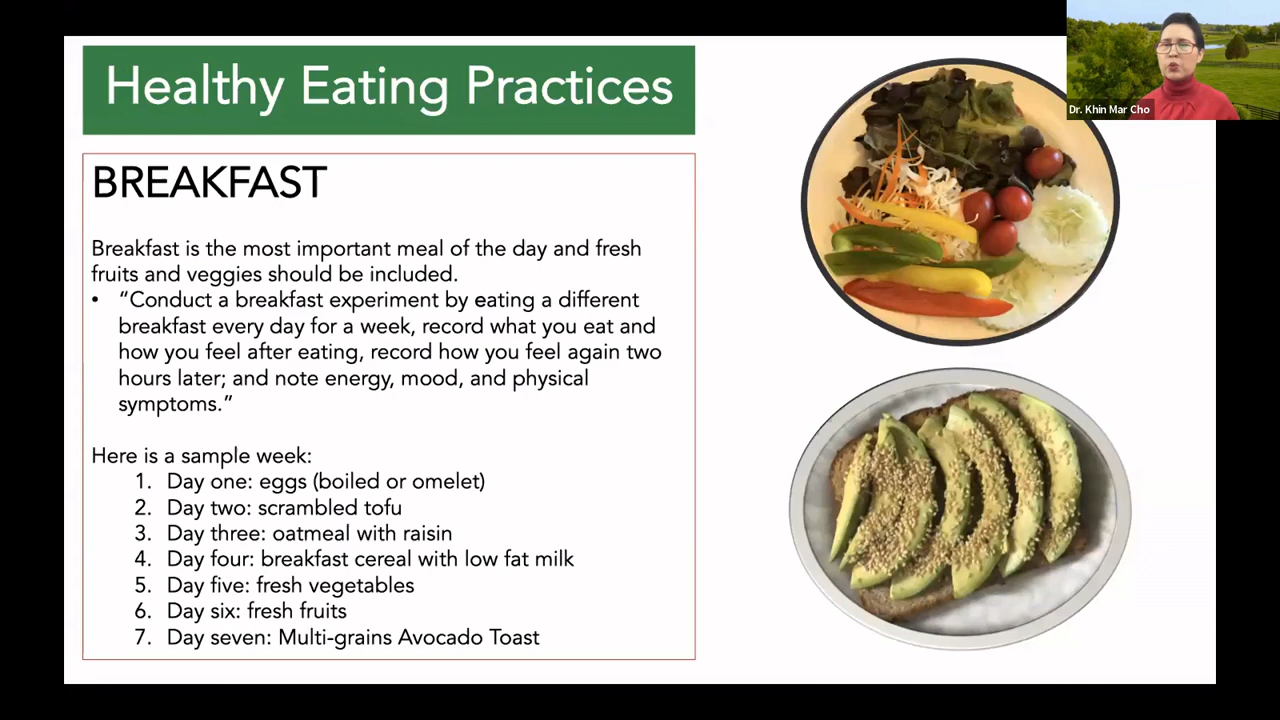 Healthy Eating Practices
Dr. Khin Mar Cho
BREAKFAST
Breakfast is the most important meal of the day and fresh
fruits and veggies should be included.
• “Conduct a breakfast experiment by eating a different
breakfast every day for a week, record what you eat and
how you feel after eating, record how you feel again two
hours later; and note energy, mood, and physical
symptoms.”
Here is a sample week:
1. Day one: eggs (boiled or omelet)
2. Day two: scrambled tofu
3. Day three: oatmeal with raisin
4. Day four: breakfast cereal with low fat milk
5. Day five: fresh vegetables
6. Day six: fresh fruits
7. Day seven: Multi-grains Avocado Toast